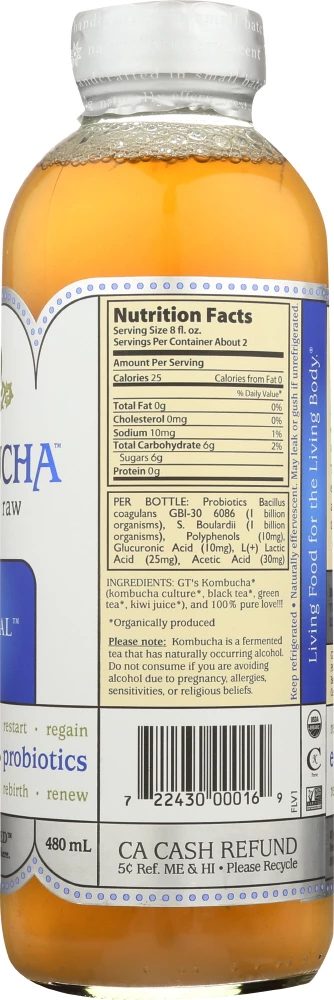 Nutrition Facts
Serving Size 8 fl. oz.
Servings Per Container About 2
Amount Per Serving
Calories 25 Calories from Fat 0
% Daily Value*
Total Fat 0g 0%
Cholesterol 0mg 0%
Sodium 10mg 1%
Total Carbohydrate 6g 2%
Sugars 6g
Protein 0g
PER BOTTLE: Probiotics Bacillus
coagulans GBI-30 6086 (1 billion
organisms), S. Boulardii (1 billion
organisms), Polyphenols (10mg),
Glucuronic Acid (10mg), L(+) Lactic
Acid (25mg), Acetic Acid (30mg)
INGREDIENTS: GT's Kombucha*
(kombucha culture*, black tea*, green
tea*, kiwi juice*), and 100% pure love!!!
*Organically produced
Please note: Kombucha is a fermented
tea that has naturally occurring alcohol.
Do not consume if you are avoiding
alcohol due to pregnancy, allergies,
sensitivities, or religious beliefs.
Keep refrigerated • Naturally effervescent. May leak or gush if unrefrigerated.
Living Food for the Living Body.®
UCHA™
raw
AL™
restart · regain
probiotics
rebirth · renew
480 mL
7 22430 00016 9
FLV1
USDA
CA CASH REFUND
5¢ Ref. ME & HI • Please Recycle